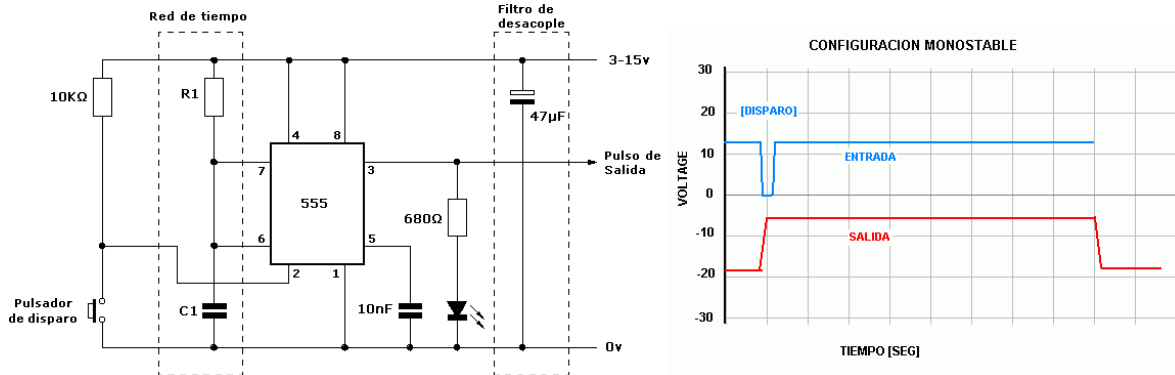 Red de tiempo
Filtro de
desacople
3-15v
10KΩ
R1
47µF
4
8
7
3
Pulso de
Salida
555
680Ω
6
5
2
1
Pulsador
de disparo
C1
10nF
0v
CONFIGURACION MONOSTABLE
30
20
[DISPARO]
10
ENTRADA
VOLTAGE
0
-10
SALIDA
-20
-30
TIEMPO [SEG]